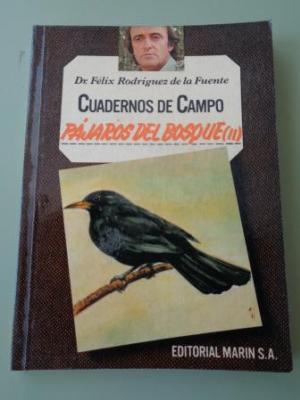 Dr. Félix Rodríguez de la Fuente
CUADERNOS DE CAMPO
PÁJAROS DEL BOSQUE (II)
EDITORIAL MARIN S.A.